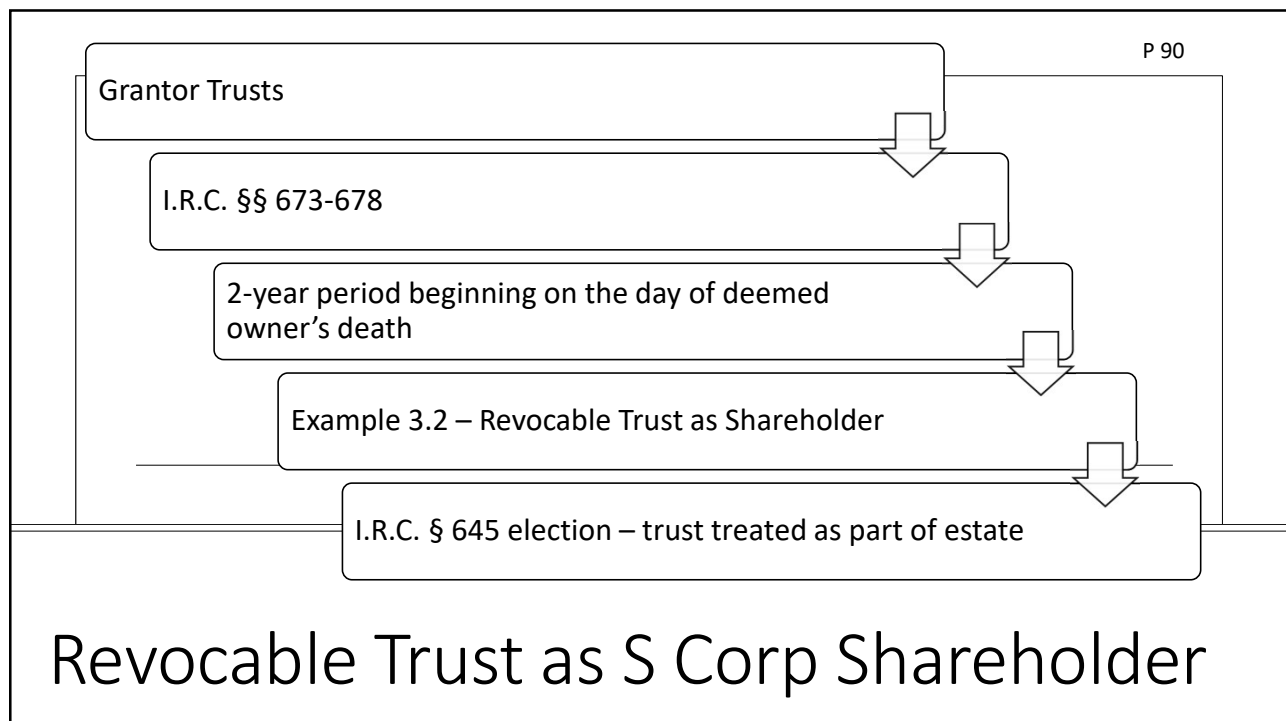 P 90
Grantor Trusts
I.R.C. §§ 673-678
2-year period beginning on the day of deemed
owner’s death
Example 3.2 – Revocable Trust as Shareholder
I.R.C. § 645 election – trust treated as part of estate
Revocable Trust as S Corp Shareholder